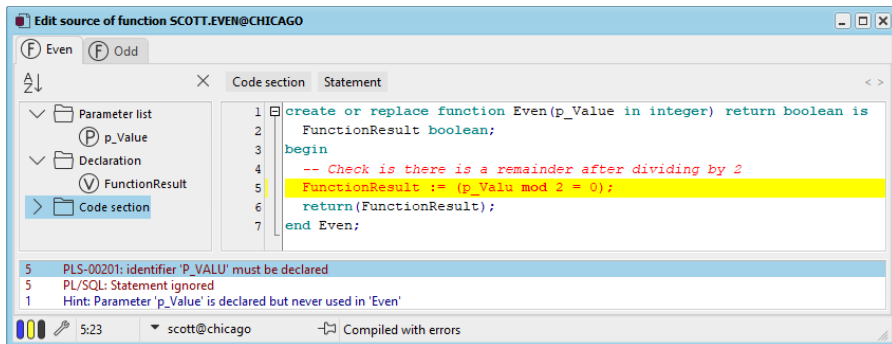 Edit source of function SCOTT.EVEN@CHICAGO
F Even F Odd
A Z Code section Statement < >
Parameter list
P p_Value
Declaration
V FunctionResult
Code section
1 create or replace function Even(p_Value in integer) return boolean is
2 FunctionResult boolean;
3 begin
4 -- Check is there is a remainder after dividing by 2
5 FunctionResult := (p_Valu mod 2 = 0);
6 return(FunctionResult);
7 end Even;
5 PLS-00201: identifier 'P_VALU' must be declared
5 PL/SQL: Statement ignored
1 Hint: Parameter 'p_Value' is declared but never used in 'Even'
5:23 scott@chicago Compiled with errors